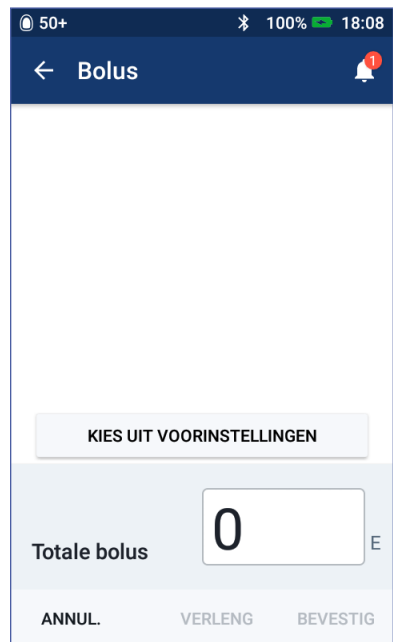 50+ 100% 18:08
Bolus 1
KIES UIT VOORINSTELLINGEN
Totale bolus 0 E
ANNUL. VERLENG BEVESTIG